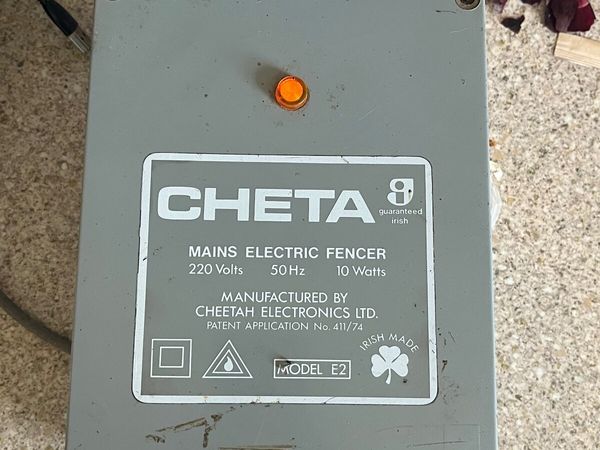 CHETA
guaranteed
irish
MAINS ELECTRIC FENCER
220 Volts 50 Hz 10 Watts
MANUFACTURED BY
CHEETAH ELECTRONICS LTD.
PATENT APPLICATION No. 411/74
MODEL E2
IRISH MADE